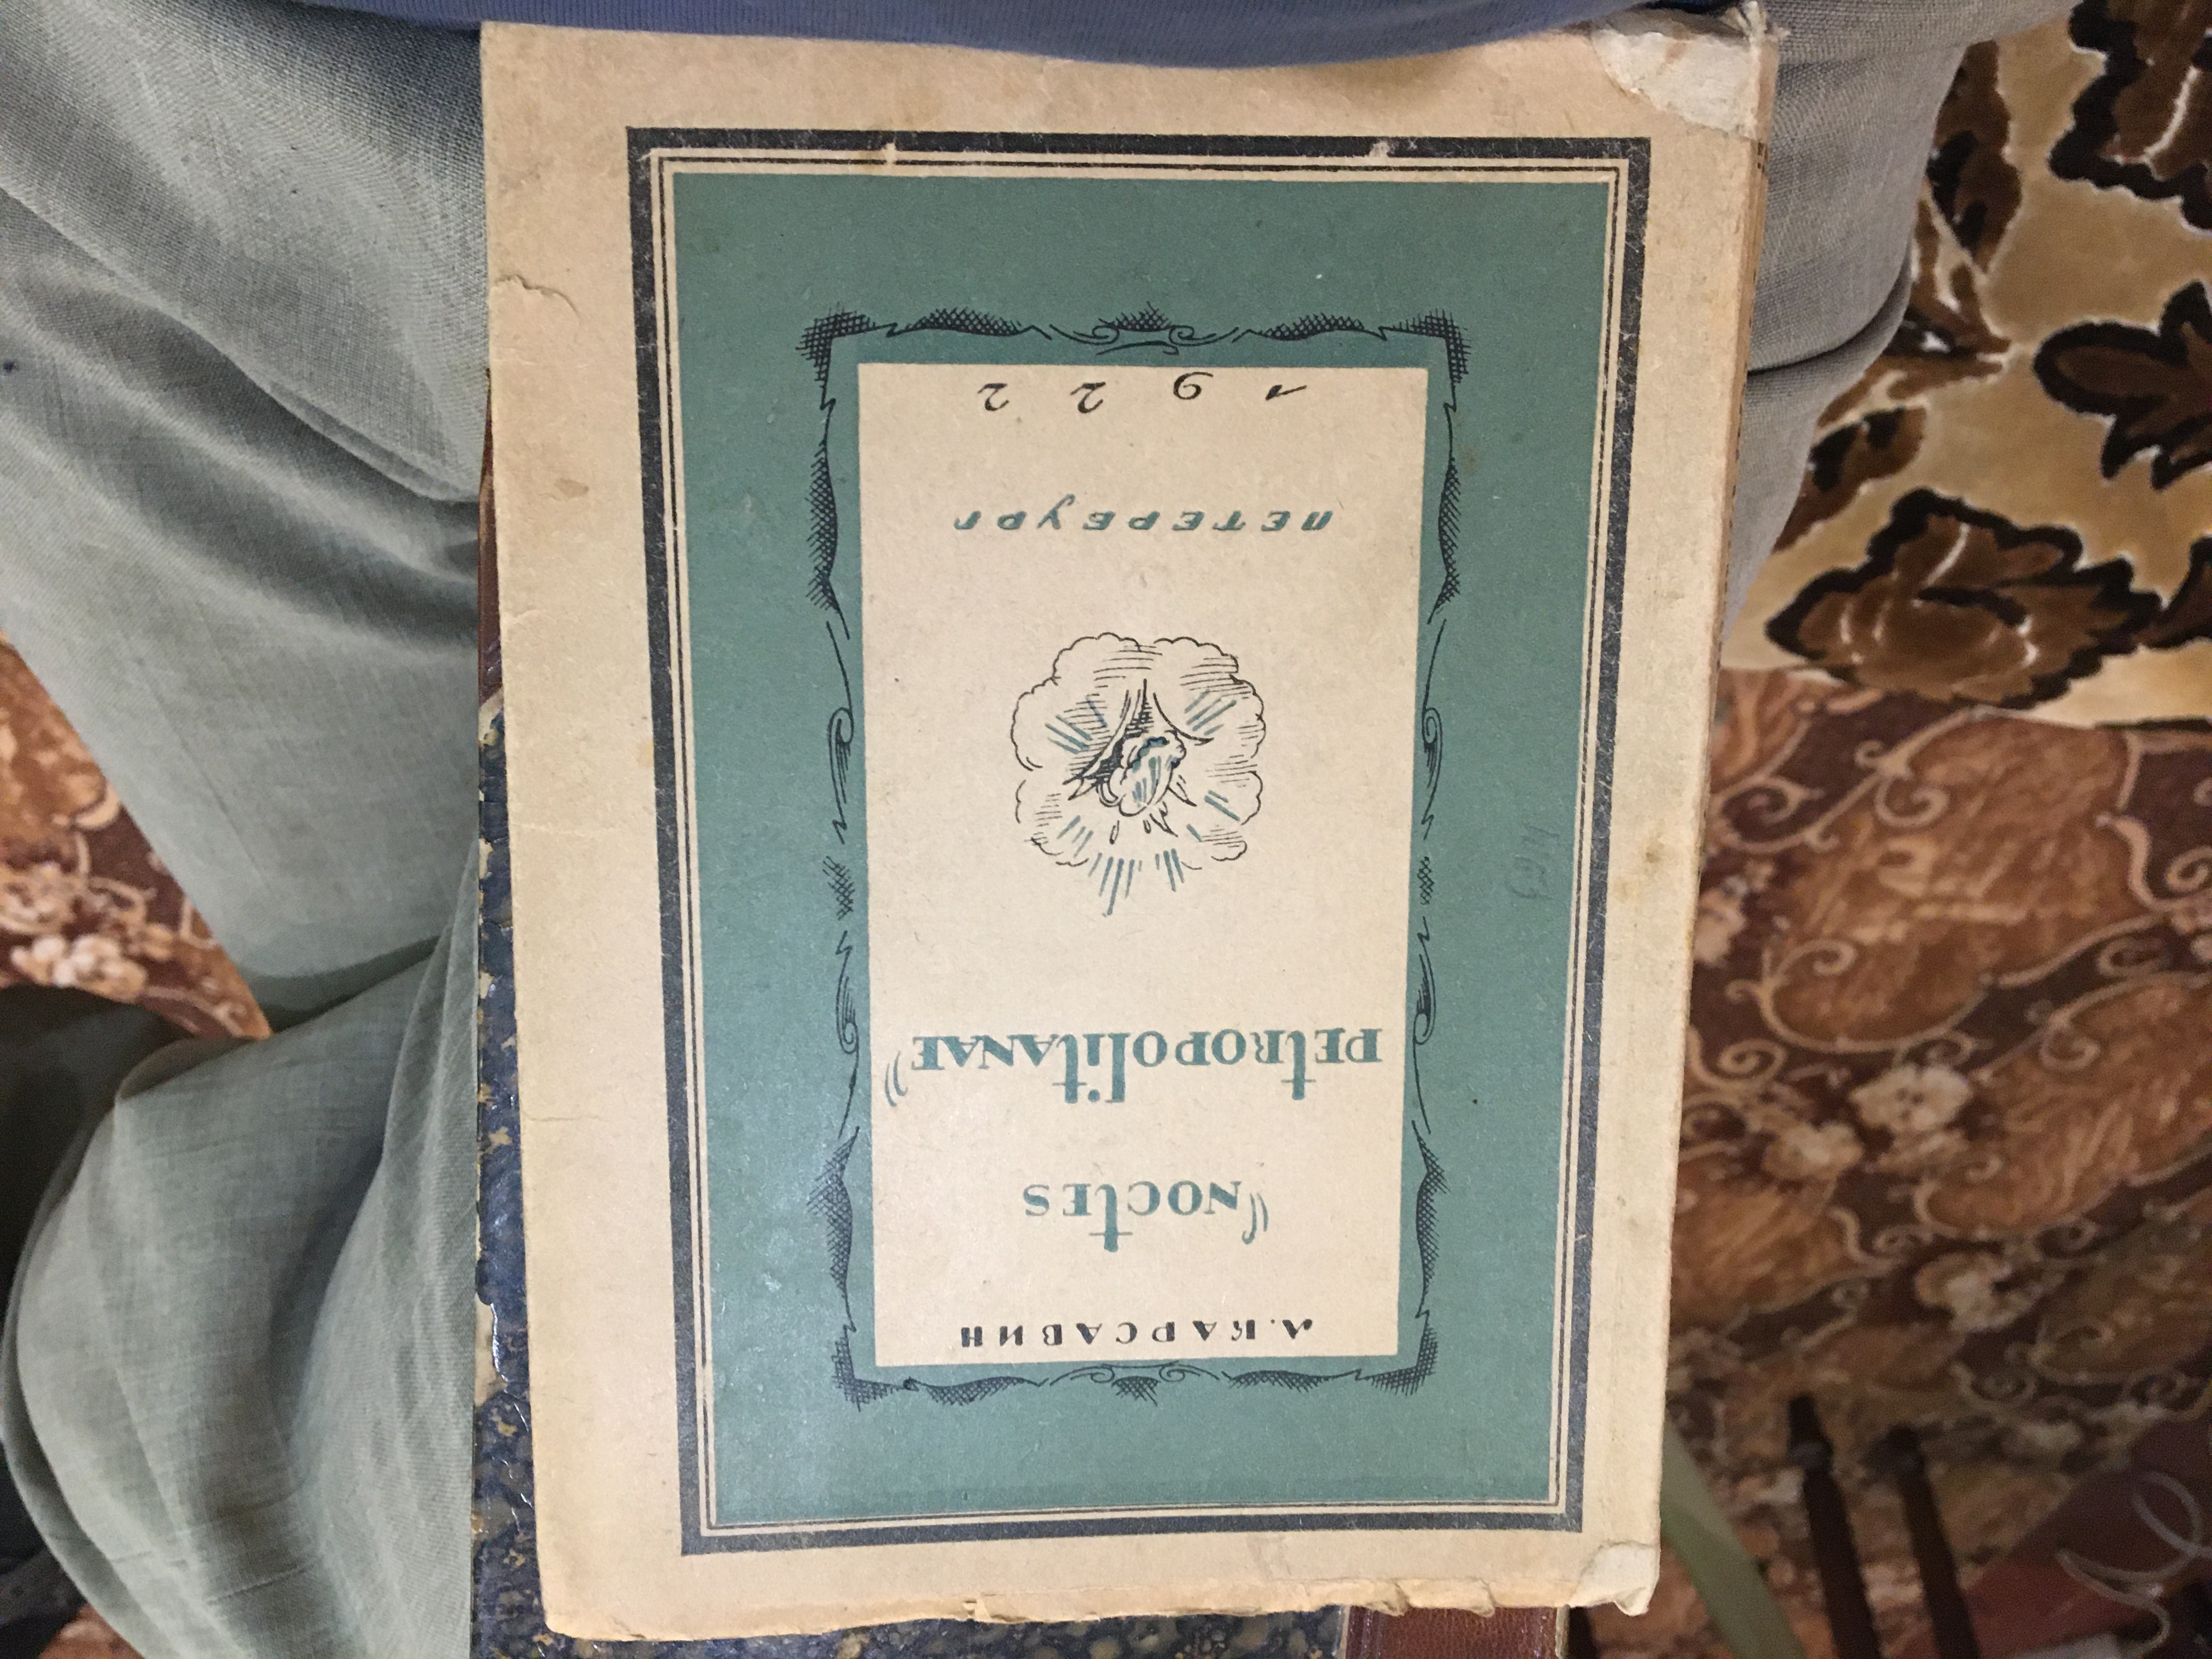 Л. КАРСАВИН
"NOCTES
PETROPOLITANAE"
ПЕТЕРБУРГ
1922